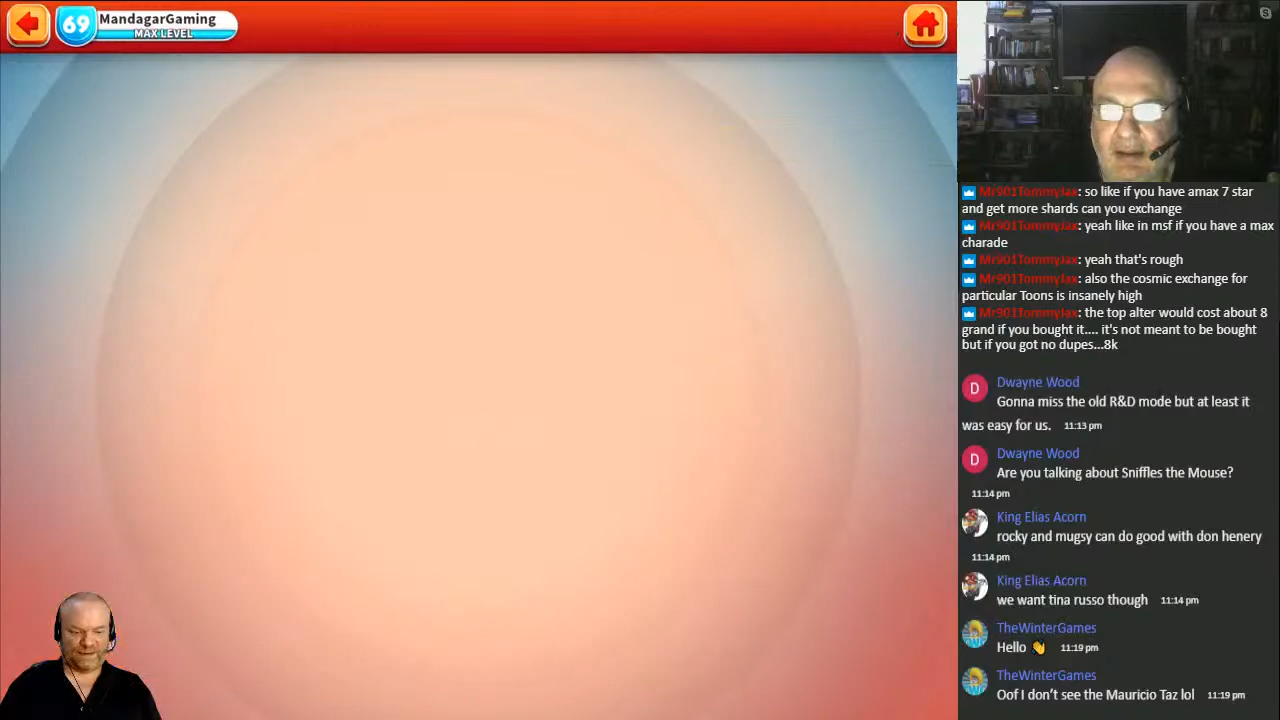 69 MandagarGaming
MAX LEVEL
Mr901TommyJax: so like if you have amax 7 star
and get more shards can you exchange
Mr901TommyJax: yeah like in msf if you have a max
charade
Mr901TommyJax: yeah that's rough
Mr901TommyJax: also the cosmic exchange for
particular Toons is insanely high
Mr901TommyJax: the top alter would cost about 8
grand if you bought it.... it's not meant to be bought
but if you got no dupes...8k
Dwayne Wood
D Gonna miss the old R&D mode but at least it
was easy for us. 11:13 pm
Dwayne Wood
D Are you talking about Sniffles the Mouse?
11:14 pm
King Elias Acorn
rocky and mugsy can do good with don henery
11:14 pm
King Elias Acorn
we want tina russo though 11:14 pm
TheWinterGames
Hello 👏 11:19 pm
TheWinterGames
Oof I don’t see the Mauricio Taz lol 11:19 pm